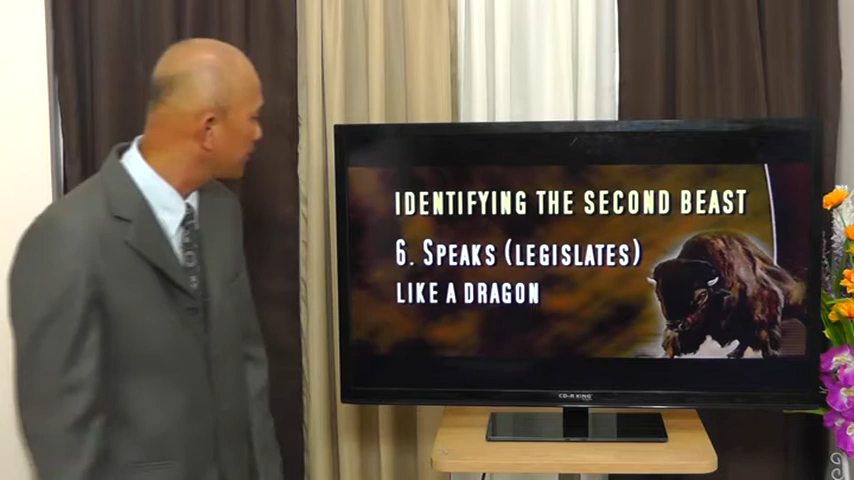 IDENTIFYING THE SECOND BEAST
6. SPEAKS (LEGISLATES)
LIKE A DRAGON
CD-R KING